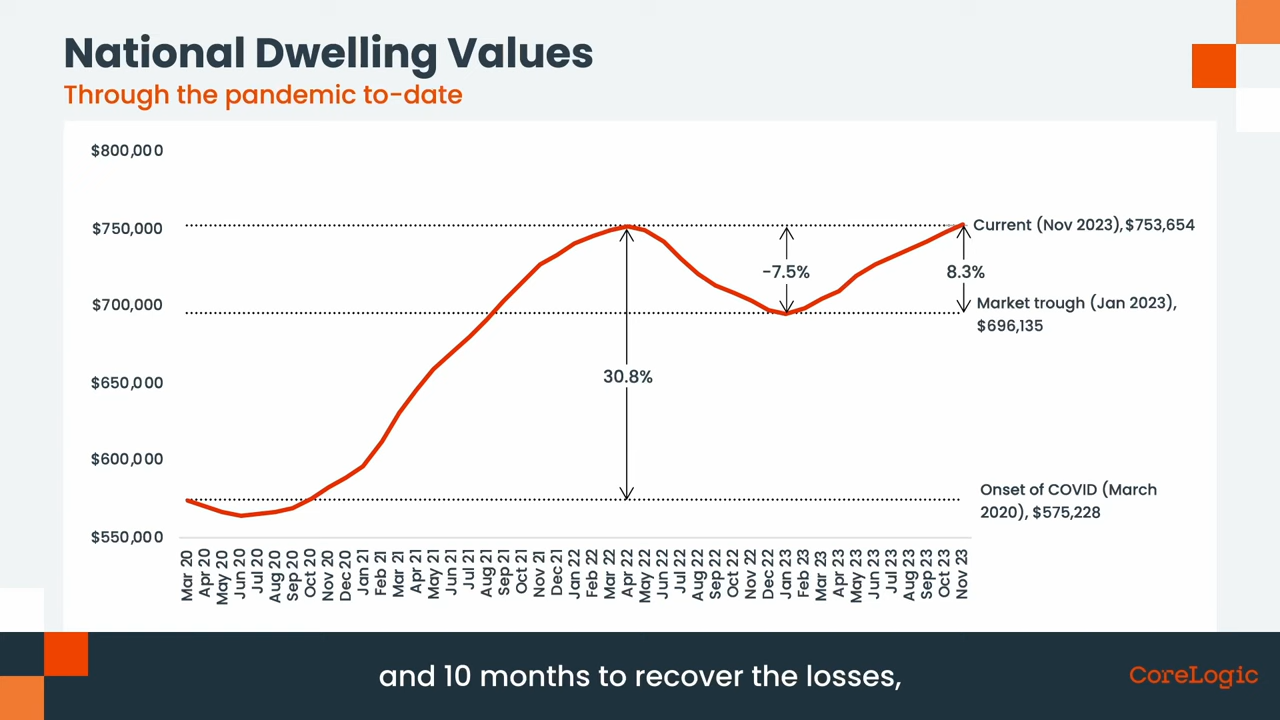 National Dwelling Values
Through the pandemic to-date
$800,000
$750,000
$700,000
$650,000
$600,000
$550,000
Current (Nov 2023), $753,654
-7.5%
8.3%
Market trough (Jan 2023),
$696,135
30.8%
Onset of COVID (March
2020), $575,228
Mar 20
Apr 20
May 20
Jun 20
Jul 20
Aug 20
Sep 20
Oct 20
Nov 20
Dec 20
Jan 21
Feb 21
Mar 21
Apr 21
May 21
Jun 21
Jul 21
Aug 21
Sep 21
Oct 21
Nov 21
Dec 21
Jan 22
Feb 22
Mar 22
Apr 22
May 22
Jun 22
Jul 22
Aug 22
Sep 22
Oct 22
Nov 22
Dec 22
Jan 23
Feb 23
Mar 23
Apr 23
May 23
Jun 23
Jul 23
Aug 23
Sep 23
Oct 23
Nov 23
and 10 months to recover the losses,
CoreLogic